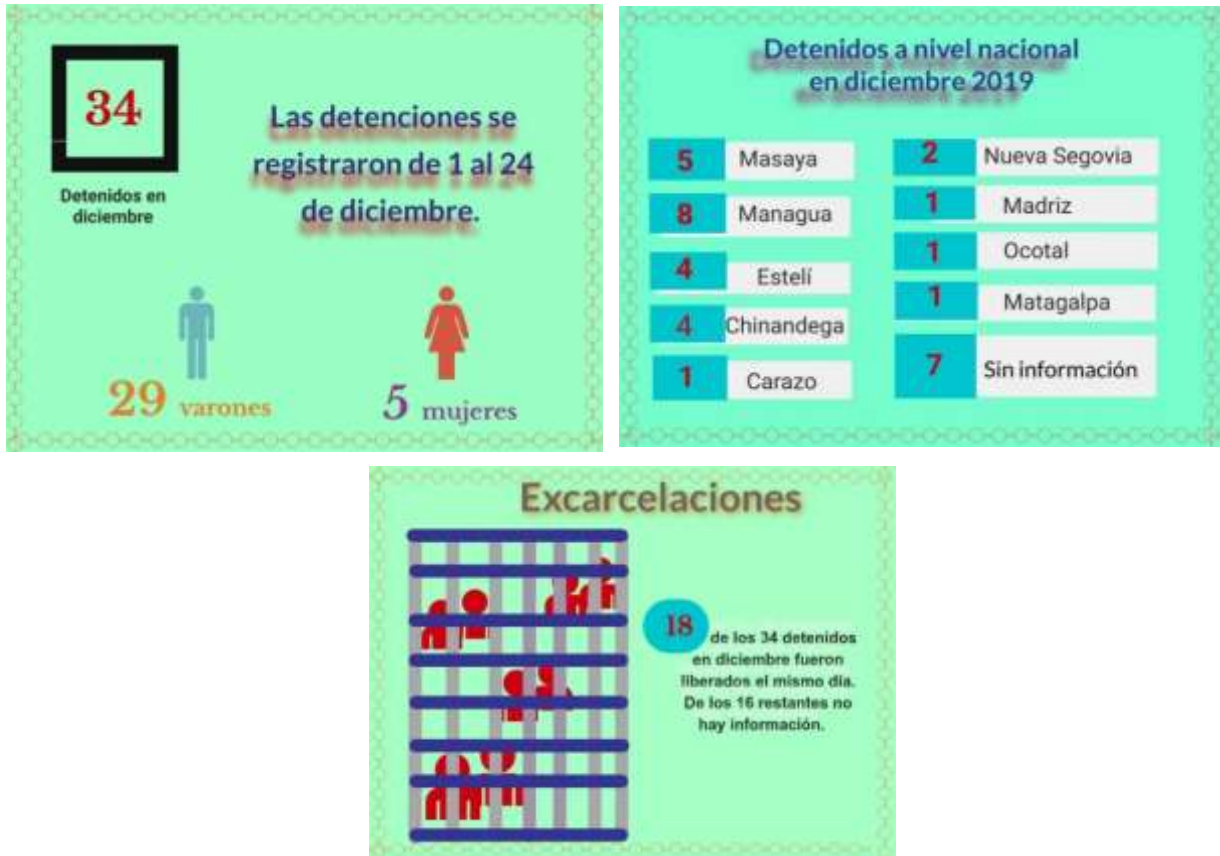 34
Detenidos en
diciembre
Las detenciones se
registraron de 1 al 24
de diciembre.
29 varones
5 mujeres
Detenidos a nivel nacional
en diciembre 2019
5 Masaya
8 Managua
4 Estelí
4 Chinandega
1 Carazo
2 Nueva Segovia
1 Madriz
1 Ocotal
1 Matagalpa
7 Sin información
Excarcelaciones
18 de los 34 detenidos
en diciembre fueron
liberados el mismo día.
De los 16 restantes no
hay información.